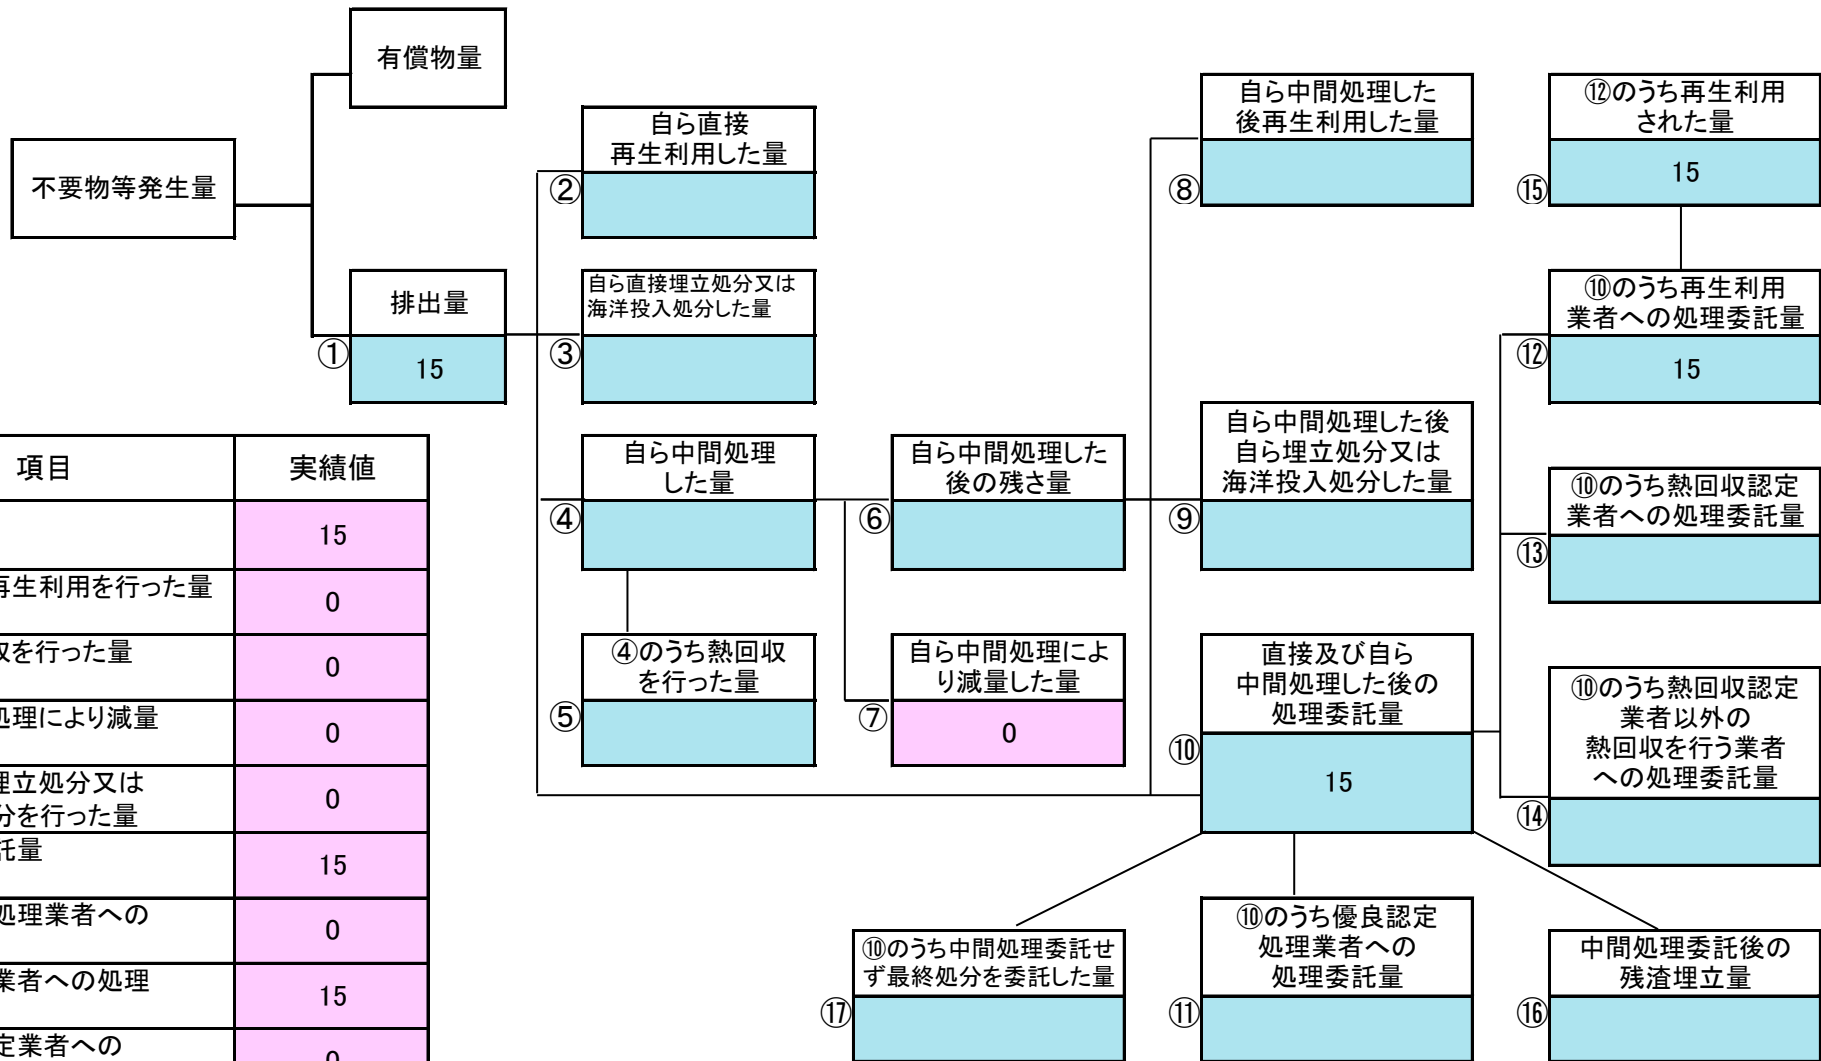 有償物量
不要物等発生量
排出量
①
15
自ら直接
再生利用した量
②
自ら直接埋立処分又は
海洋投入処分した量
③
自ら中間処理
した量
④
④のうち熱回収
を行った量
⑤
自ら中間処理した
後の残さ量
⑥
自ら中間処理によ
り減量した量
⑦
0
自ら中間処理した
後再生利用した量
⑧
自ら中間処理した後
自ら埋立処分又は
海洋投入処分した量
⑨
直接及び自ら
中間処理した後の
処理委託量
⑩
15
⑫のうち再生利用
された量
⑮
15
⑩のうち再生利用
業者への処理委託量
⑫
15
⑩のうち熱回収認定
業者への処理委託量
⑬
⑩のうち熱回収認定
業者以外の
熱回収を行う業者
への処理委託量
⑭
⑩のうち中間処理委託せ
ず最終処分を委託した量
⑰
⑩のうち優良認定
処理業者への
処理委託量
⑪
中間処理委託後の
残渣埋立量
⑯
項目 実績値
15
再生利用を行った量 0
を行った量 0
処理により減量 0
埋立処分又は
分を行った量 0
託量 15
処理業者への 0
業者への処理 15
定業者への
0